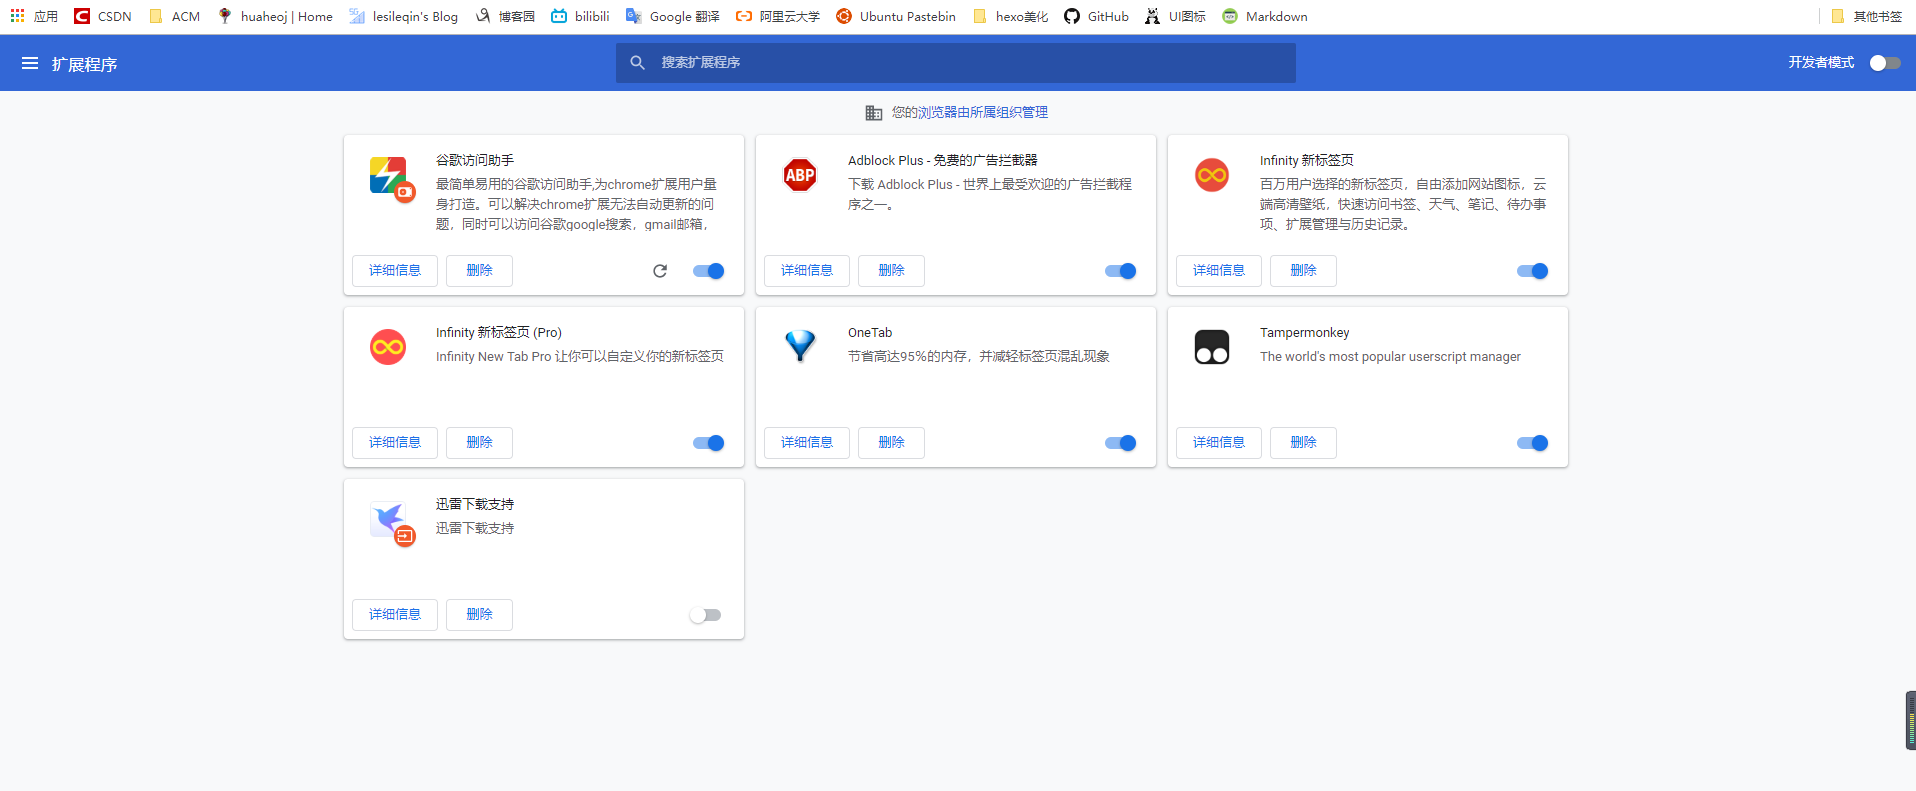 应用 CSDN ACM huaheoj | Home lesileqin's Blog 博客园 bilibili Google 翻译 阿里云大学 Ubuntu Pastebin hexo美化 GitHub UI图标 Markdown 其他书签
扩展程序 搜索扩展程序 开发者模式
您的浏览器由所属组织管理
谷歌访问助手
最简单易用的谷歌访问助手,为chrome扩展用户量
身打造。可以解决chrome扩展无法自动更新的问
题，同时可以访问谷歌google搜索，gmail邮箱，
详细信息 删除
ABP
Adblock Plus - 免费的广告拦截器
下载 Adblock Plus - 世界上最受欢迎的广告拦截程
序之一。
详细信息 删除
Infinity 新标签页
百万用户选择的新标签页，自由添加网站图标，云
端高清壁纸，快速访问书签、天气、笔记、待办事
项、扩展管理与历史记录。
详细信息 删除
Infinity 新标签页 (Pro)
Infinity New Tab Pro 让你可以自定义你的新标签页
详细信息 删除
OneTab
节省高达95%的内存，并减轻标签页混乱现象
详细信息 删除
Tampermonkey
The world's most popular userscript manager
详细信息 删除
迅雷下载支持
迅雷下载支持
详细信息 删除